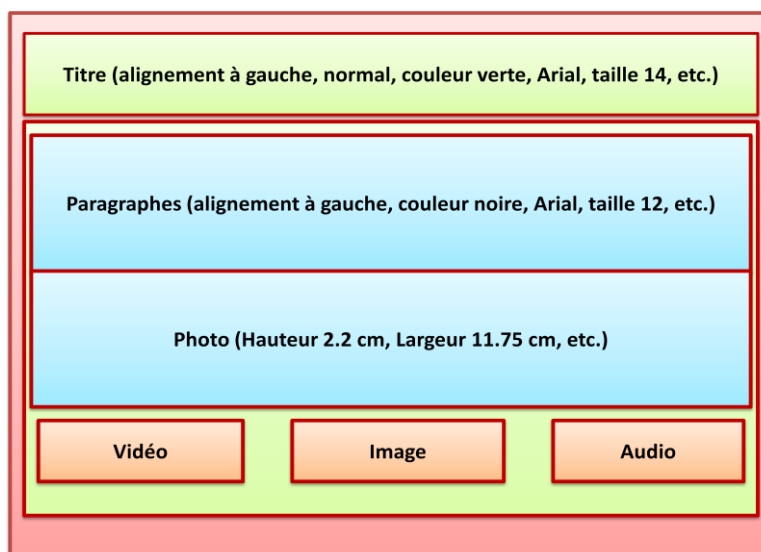 Titre (alignement à gauche, normal, couleur verte, Arial, taille 14, etc.)
Paragraphes (alignement à gauche, couleur noire, Arial, taille 12, etc.)
Photo (Hauteur 2.2 cm, Largeur 11.75 cm, etc.)
Vidéo
Image
Audio